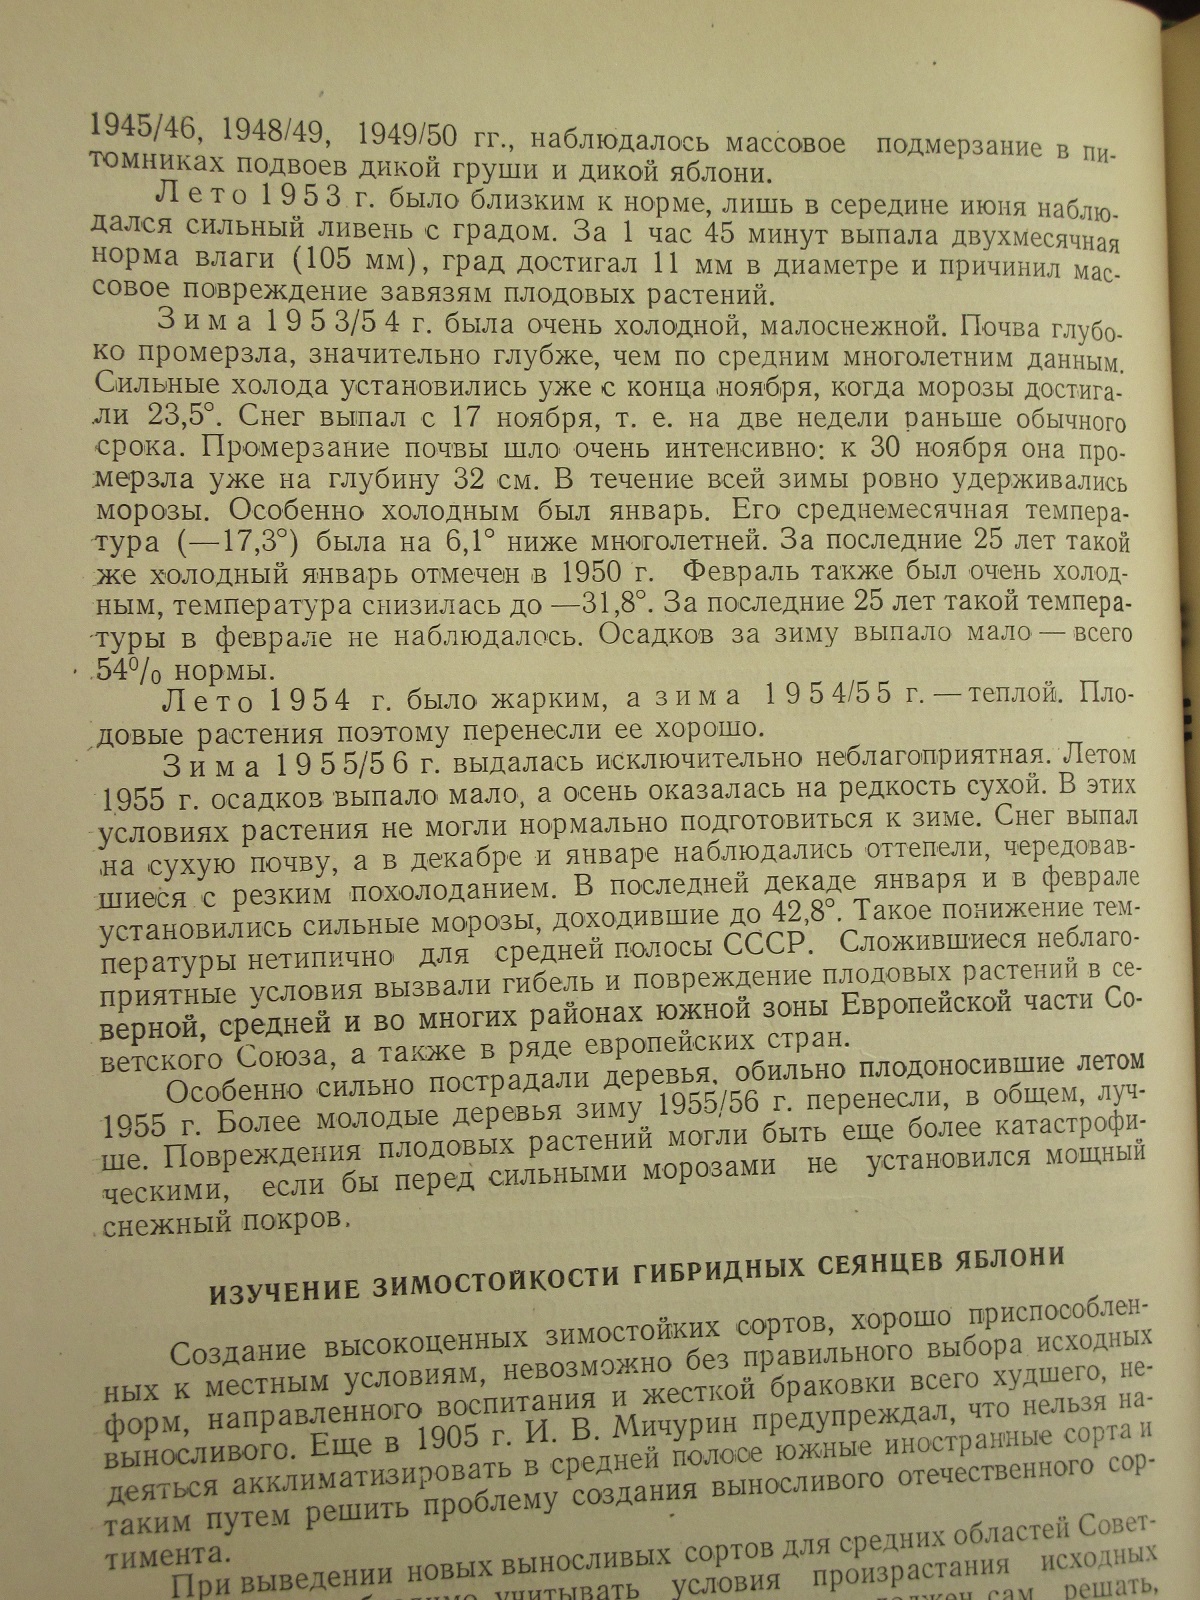 1945/46, 1948/49, 1949/50 гг., наблюдалось массовое подмерзание в пи-
томниках подвоев дикой груши и дикой яблони.
Лето 1953 г. было близким к норме, лишь в середине июня наблю-
дался сильный ливень с градом. За 1 час 45 минут выпала двухмесячная
норма влаги (105 мм), град достигал 11 мм в диаметре и причинил мас-
совое повреждение завязям плодовых растений.
Зима 1953/54 г. была очень холодной, малоснежной. Почва глубо-
ко промерзла, значительно глубже, чем по средним многолетним данным.
Сильные холода установились уже с конца ноября, когда морозы достига-
ли 23,5°. Снег выпал с 17 ноября, т. е. на две недели раньше обычного
срока. Промерзание почвы шло очень интенсивно: к 30 ноября она про-
мерзла уже на глубину 32 см. В течение всей зимы ровно удерживались
морозы. Особенно холодным был январь. Его среднемесячная темпера-
тура (—17,3°) была на 6,1° ниже многолетней. За последние 25 лет такой
же холодный январь отмечен в 1950 г. Февраль также был очень холод-
ным, температура снизилась до —31,8°. За последние 25 лет такой темпера-
туры в феврале не наблюдалось. Осадков за зиму выпало мало — всего
54% нормы.
Лето 1954 г. было жарким, а зима 1954/55 г. — теплой. Пло-
довые растения поэтому перенесли ее хорошо.
Зима 1955/56 г. выдалась исключительно неблагоприятная. Летом
1955 г. осадков выпало мало, а осень оказалась на редкость сухой. В этих
условиях растения не могли нормально подготовиться к зиме. Снег выпал
на сухую почву, а в декабре и январе наблюдались оттепели, чередовав-
шиеся с резким похолоданием. В последней декаде января и в феврале
установились сильные морозы, доходившие до 42,8°. Такое понижение тем-
пературы нетипично для средней полосы СССР. Сложившиеся неблаго-
приятные условия вызвали гибель и повреждение плодовых растений в се-
верной, средней и во многих районах южной зоны Европейской части Со-
ветского Союза, а также в ряде европейских стран.
Особенно сильно пострадали деревья, обильно плодоносившие летом
1955 г. Более молодые деревья зиму 1955/56 г. перенесли, в общем, луч-
ше. Повреждения плодовых растений могли быть еще более катастрофи-
ческими, если бы перед сильными морозами не установился мощный
снежный покров.
ИЗУЧЕНИЕ ЗИМОСТОЙКОСТИ ГИБРИДНЫХ СЕЯНЦЕВ ЯБЛОНИ
Создание высокоценных зимостойких сортов, хорошо приспособлен-
ных к местным условиям, невозможно без правильного выбора исходных
форм, направленного воспитания и жесткой браковки всего худшего, не-
выносливого. Еще в 1905 г. И. В. Мичурин предупреждал, что нельзя на-
деяться акклиматизировать в средней полосе южные иностранные сорта и
таким путем решить проблему создания выносливого отечественного сор-
тимента.
При выведении новых выносливых сортов для средних областей Совет-
учитывать условия произрастания исходных
сам решать,